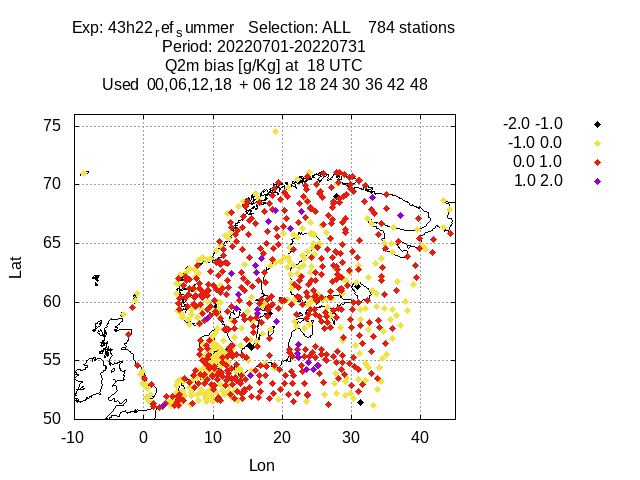 Exp: 43h22ref summer Selection: ALL 784 stations
Period: 20220701-20220731
Q2m bias [g/Kg] at 18 UTC
Used 00,06,12,18 + 06 12 18 24 30 36 42 48
-2.0 -1.0
-1.0 0.0
0.0 1.0
1.0 2.0
75
70
65
60
55
50
Lat
-10 0 10 20 30 40
Lon